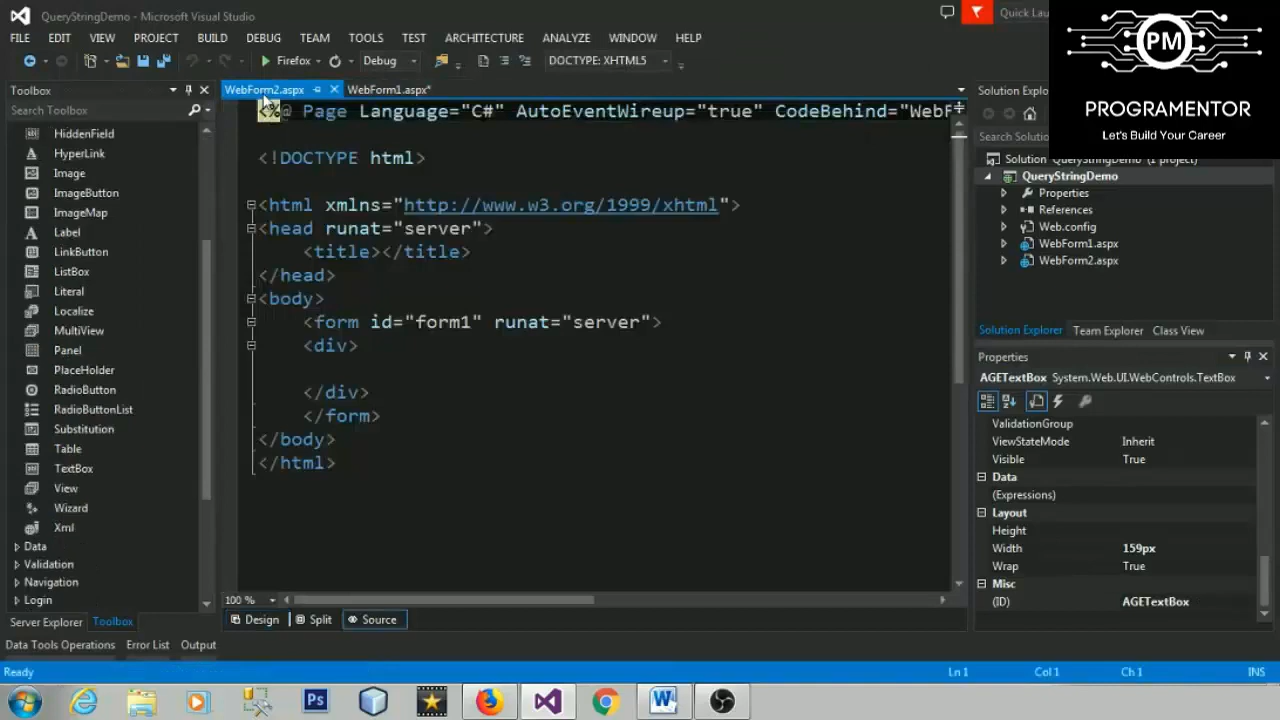 QueryStringDemo - Microsoft Visual Studio
Quick Lau
FILE EDIT VIEW PROJECT BUILD DEBUG TEAM TOOLS TEST ARCHITECTURE ANALYZE WINDOW HELP
Firefox Debug DOCTYPE: XHTML5
PM
PROGRAMENTOR
Let's Build Your Career
Toolbox
Search Toolbox
HiddenField
HyperLink
Image
ImageButton
ImageMap
Label
LinkButton
ListBox
Literal
Localize
MultiView
Panel
PlaceHolder
RadioButton
RadioButtonList
Substitution
Table
TextBox
View
Wizard
Xml
Data
Validation
Navigation
Login
Server Explorer Toolbox
WebForm2.aspx WebForm1.aspx*
<%@ Page Language="C#" AutoEventWireup="true" CodeBehind="WebF
<!DOCTYPE html>
<html xmlns="http://www.w3.org/1999/xhtml">
<head runat="server">
<title></title>
</head>
<body>
<form id="form1" runat="server">
<div>
</div>
</form>
</body>
</html>
100 %
Design Split Source
Solution Explo
Search Solution
Solution 'QueryStringDemo' (1 project)
QueryStringDemo
Properties
References
Web.config
WebForm1.aspx
WebForm2.aspx
Solution Explorer Team Explorer Class View
Properties
AGETextBox System.Web.UI.WebControls.TextBox
ValidationGroup
ViewStateMode Inherit
Visible True
Data
(Expressions)
Layout
Height
Width 159px
Wrap True
Misc
(ID) AGETextBox
Data Tools Operations Error List Output
Ready Ln 1 Col 1 Ch 1 INS
Ps